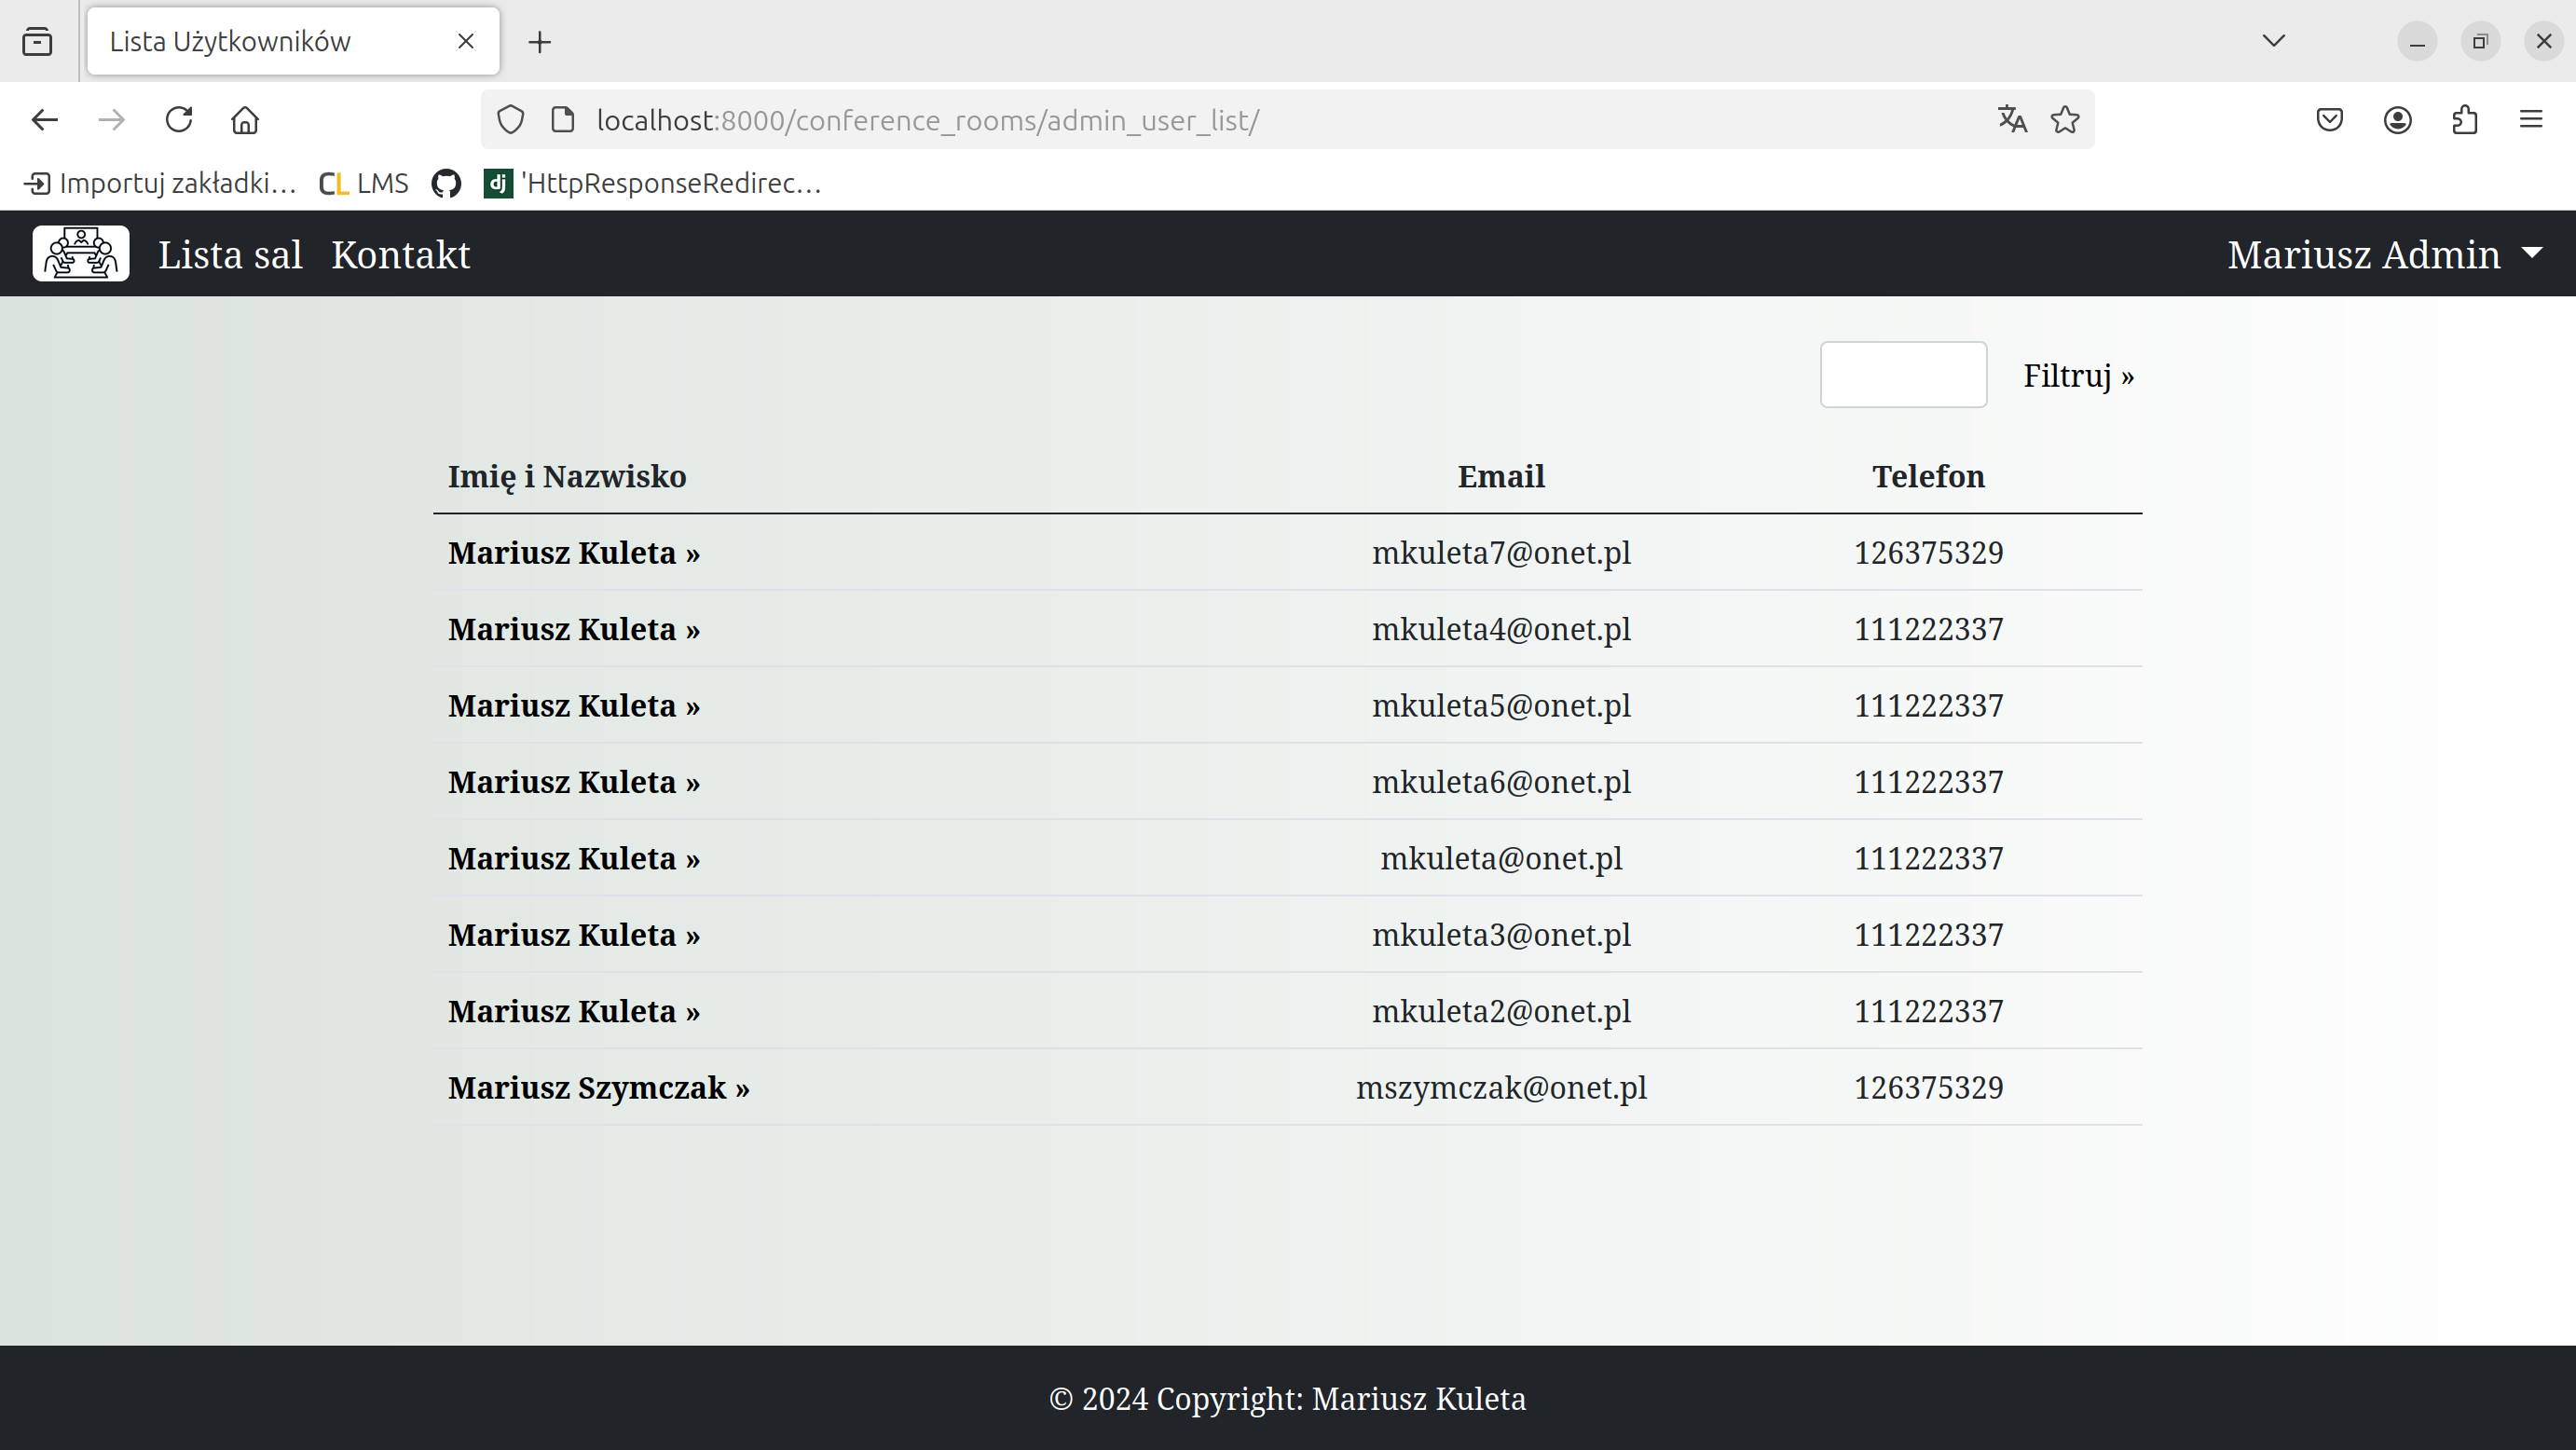 Lista Użytkowników
localhost:8000/conference_rooms/admin_user_list/
Importuj zakładki… CL LMS dj 'HttpResponseRedirec…
Lista sal Kontakt Mariusz Admin
Filtruj »
Imię i Nazwisko Email Telefon
Mariusz Kuleta » mkuleta7@onet.pl 126375329
Mariusz Kuleta » mkuleta4@onet.pl 111222337
Mariusz Kuleta » mkuleta5@onet.pl 111222337
Mariusz Kuleta » mkuleta6@onet.pl 111222337
Mariusz Kuleta » mkuleta@onet.pl 111222337
Mariusz Kuleta » mkuleta3@onet.pl 111222337
Mariusz Kuleta » mkuleta2@onet.pl 111222337
Mariusz Szymczak » mszymczak@onet.pl 126375329
© 2024 Copyright: Mariusz Kuleta